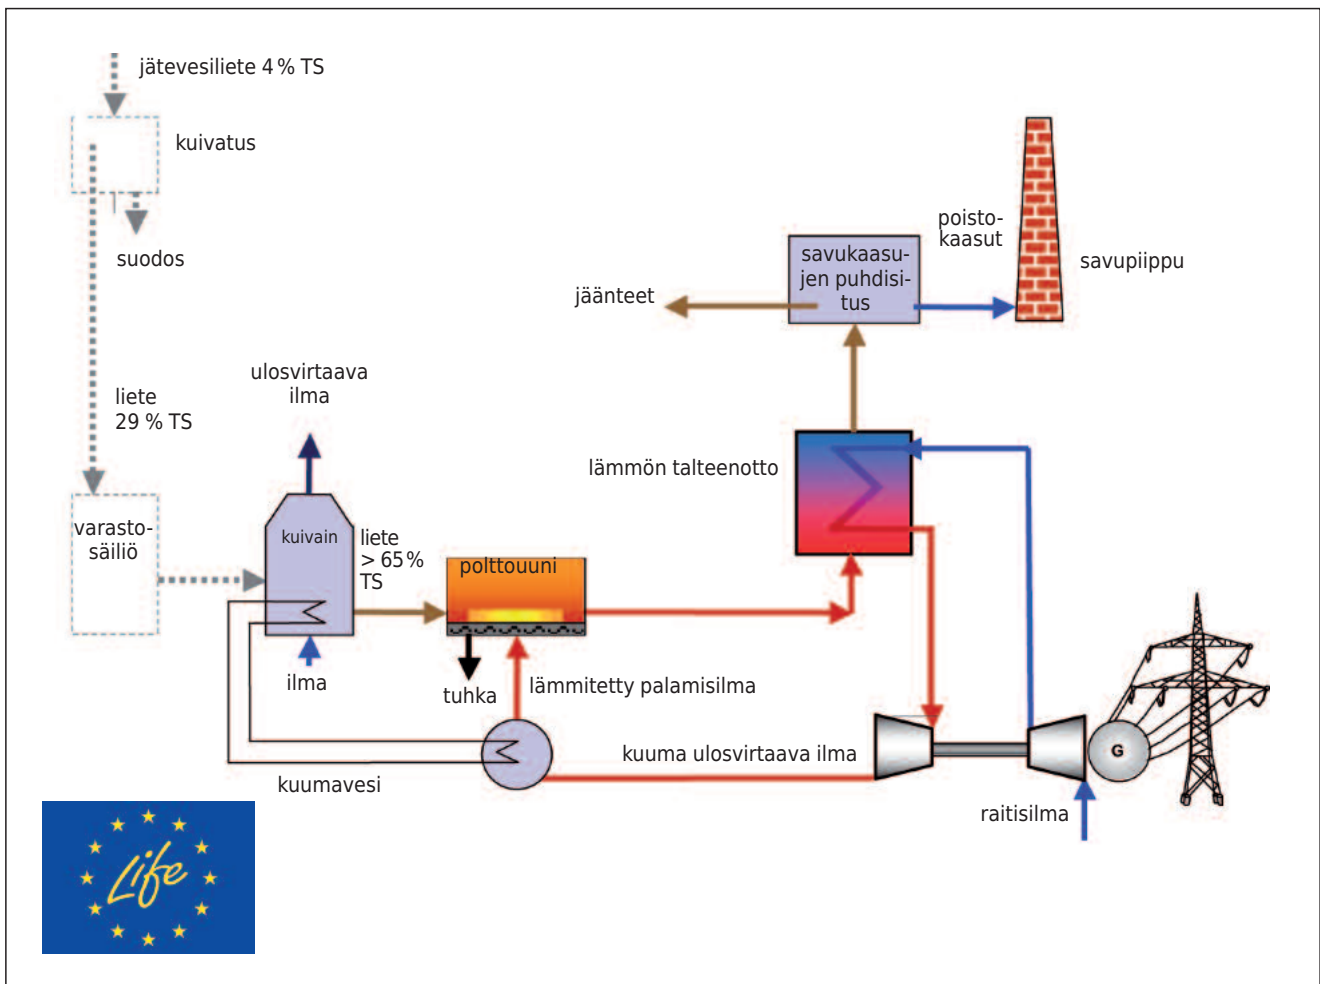 jätevesiliete 4 % TS
kuivatus
suodos
liete
29 % TS
varasto-
säiliö
ulosvirtaava
ilma
kuivain
liete
> 65 %
TS
ilma
polttouuni
tuhka
lämmitetty palamisilma
kuumavesi
kuuma ulosvirtaava ilma
lämmön talteenotto
jäänteet
savukaasu-
jen puhdisi-
tus
poisto-
kaasut
savupiippu
G
raitisilma
Life